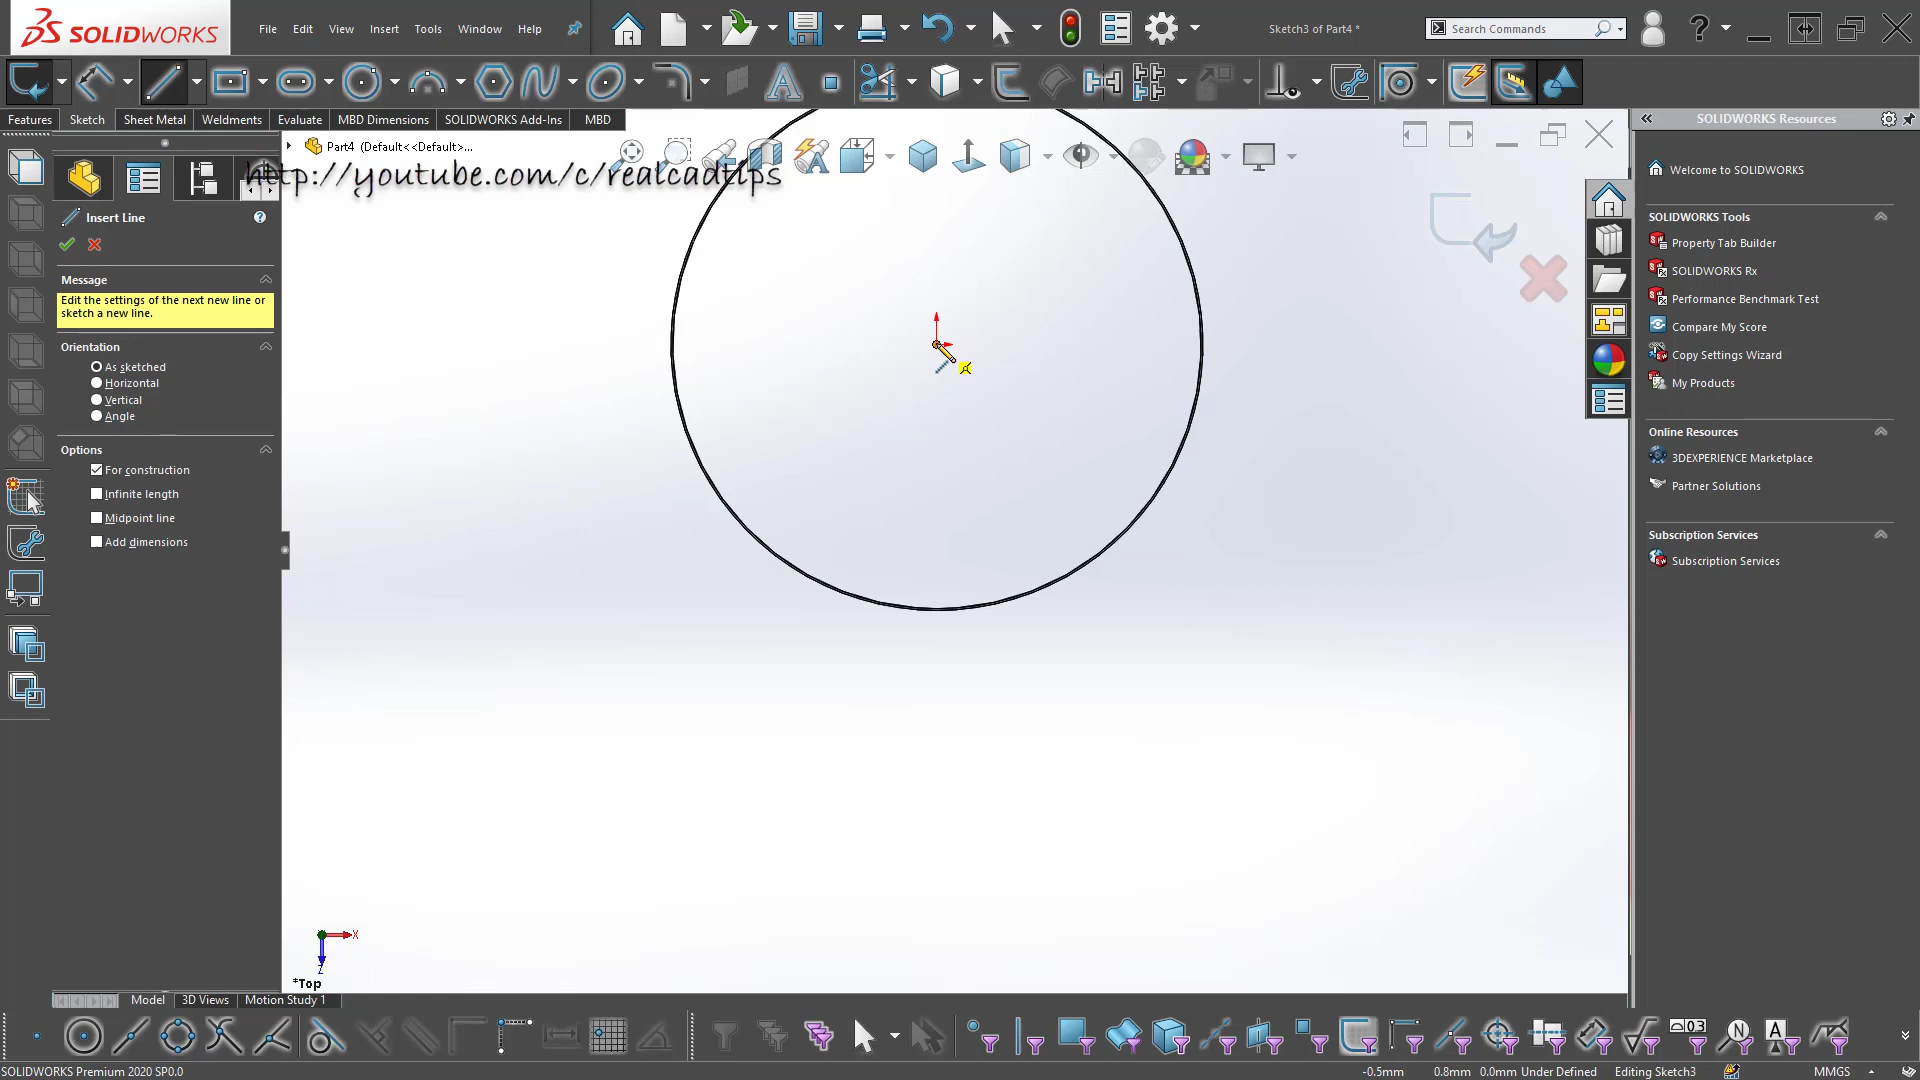 SOLIDWORKS
File Edit View Insert Tools Window Help
Sketch3 of Part4 *
Search Commands
Features Sketch Sheet Metal Weldments Evaluate MBD Dimensions SOLIDWORKS Add-Ins MBD
SOLIDWORKS Resources
Part4 (Default<<Default>...
http://youtube.com/c/realcadtips
Insert Line
Message
Edit the settings of the next new line or
sketch a new line.
Orientation
As sketched
Horizontal
Vertical
Angle
Options
For construction
Infinite length
Midpoint line
Add dimensions
Welcome to SOLIDWORKS
SOLIDWORKS Tools
Property Tab Builder
SOLIDWORKS Rx
Performance Benchmark Test
Compare My Score
Copy Settings Wizard
My Products
Online Resources
3DEXPERIENCE Marketplace
Partner Solutions
Subscription Services
Subscription Services
X
Z
*Top
Model 3D Views Motion Study 1
SOLIDWORKS Premium 2020 SP0.0
-0.5mm 0.8mm 0.0mm Under Defined Editing Sketch3 MMGS